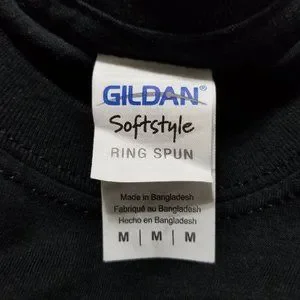 GILDAN®
Softstyle
RING SPUN
Made in Bangladesh
Fabriqué au Bangladesh
Hecho en Bangladesh
M | M | M